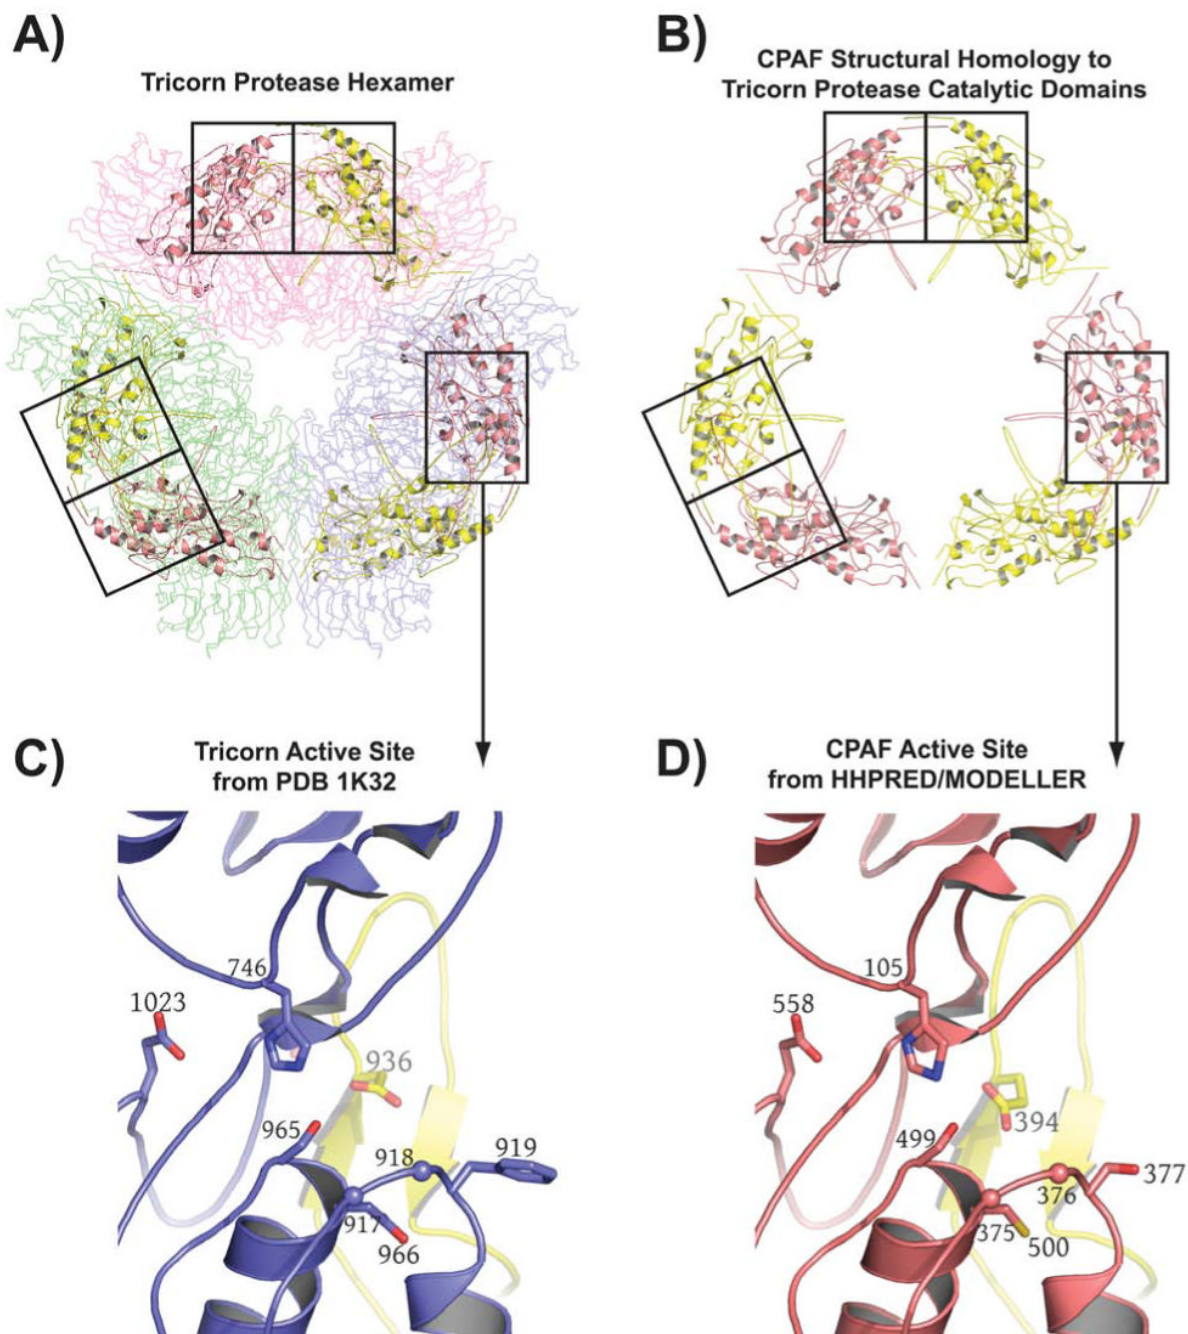 A)
Tricorn Protease Hexamer
B)
CPAF Structural Homology to
Tricorn Protease Catalytic Domains
C)
Tricorn Active Site
from PDB 1K32
746
1023
936
965
918
919
917
966
D)
CPAF Active Site
from HHPRED/MODELLER
105
558
394
499
377
376
375
500